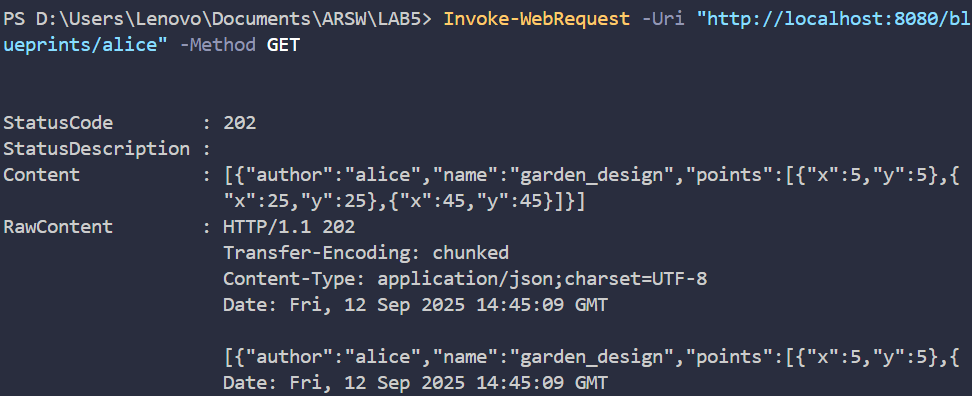 PS D:\Users\Lenovo\Documents\ARSW\LAB5> Invoke-WebRequest -Uri "http://localhost:8080/bl
ueprints/alice" -Method GET
StatusCode        : 202
StatusDescription :
Content           : [{"author":"alice","name":"garden_design","points":[{"x":5,"y":5},{
                    "x":25,"y":25},{"x":45,"y":45}]}]
RawContent        : HTTP/1.1 202
                    Transfer-Encoding: chunked
                    Content-Type: application/json;charset=UTF-8
                    Date: Fri, 12 Sep 2025 14:45:09 GMT
                    [{"author":"alice","name":"garden_design","points":[{"x":5,"y":5},{
                    Date: Fri, 12 Sep 2025 14:45:09 GMT